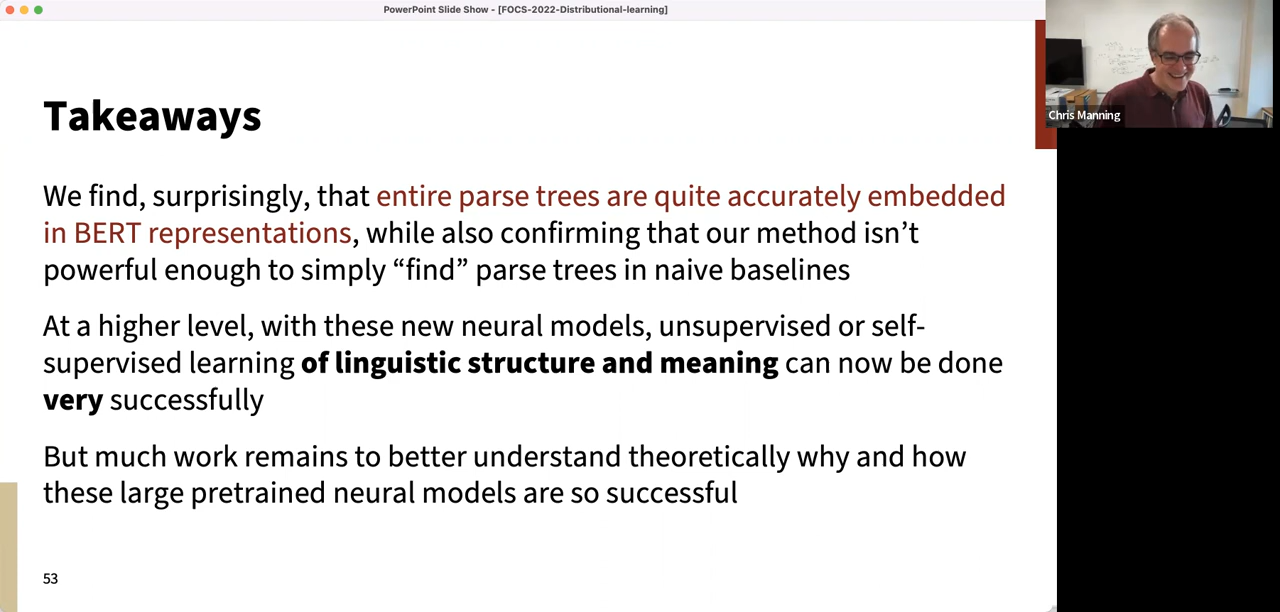 PowerPoint Slide Show - [FOCS-2022-Distributional-learning]
Chris Manning
Takeaways
We find, surprisingly, that entire parse trees are quite accurately embedded
in BERT representations, while also confirming that our method isn’t
powerful enough to simply “find” parse trees in naive baselines
At a higher level, with these new neural models, unsupervised or self-
supervised learning of linguistic structure and meaning can now be done
very successfully
But much work remains to better understand theoretically why and how
these large pretrained neural models are so successful
53